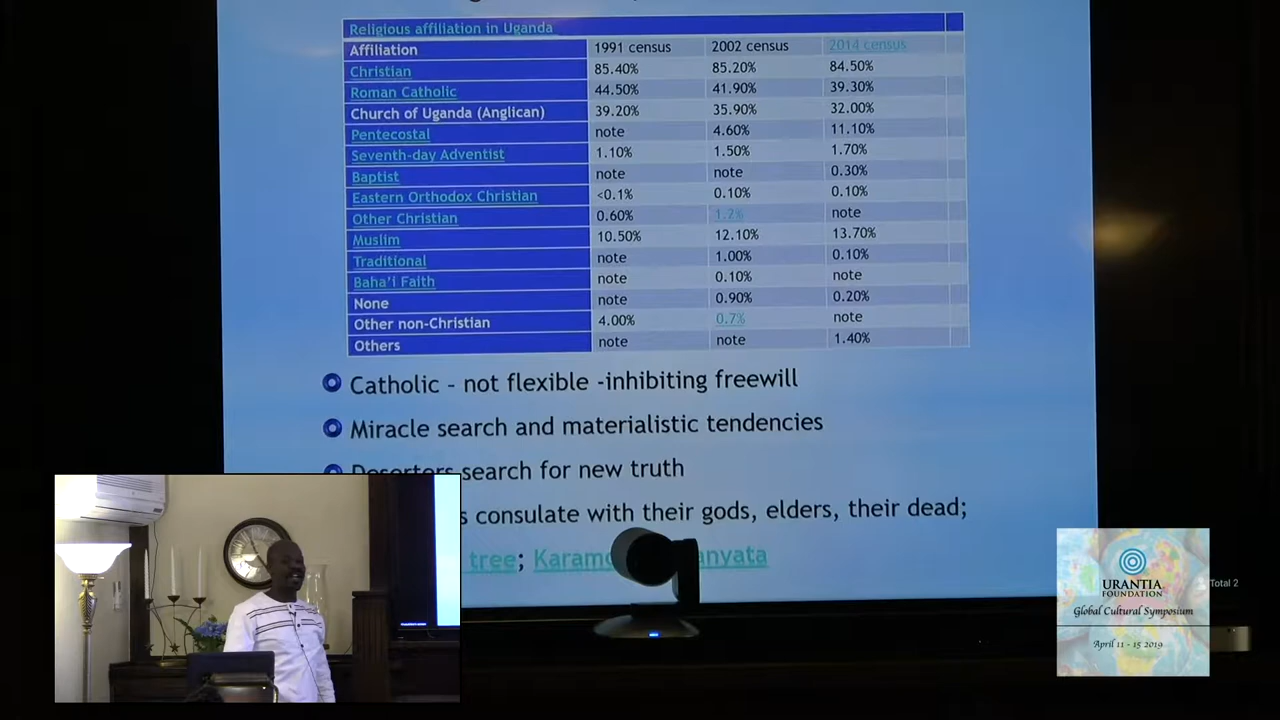 Religious affiliation in Uganda
Affiliation 1991 census 2002 census 2014 census
Christian 85.40% 85.20% 84.50%
Roman Catholic 44.50% 41.90% 39.30%
Church of Uganda (Anglican) 39.20% 35.90% 32.00%
Pentecostal note 4.60% 11.10%
Seventh-day Adventist 1.10% 1.50% 1.70%
Baptist note note 0.30%
Eastern Orthodox Christian <0.1% 0.10% 0.10%
Other Christian 0.60% 1.2% note
Muslim 10.50% 12.10% 13.70%
Traditional note 1.00% 0.10%
Baha'i Faith note 0.10% note
None note 0.90% 0.20%
Other non-Christian 4.00% 0.7% note
Others note note 1.40%
Catholic – not flexible -inhibiting freewill
Miracle search and materialistic tendencies
Deserters search for new truth
consulate with their gods, elders, their dead;
tree;
URANTIA
FOUNDATION
Global Cultural Symposium
April 11 - 15 2019
Total 2